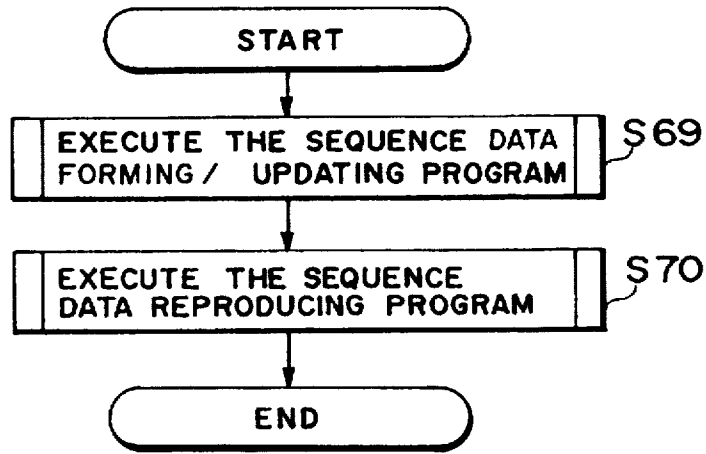 START
EXECUTE THE SEQUENCE DATA
FORMING / UPDATING PROGRAM
S69
EXECUTE THE SEQUENCE
DATA REPRODUCING PROGRAM
S70
END